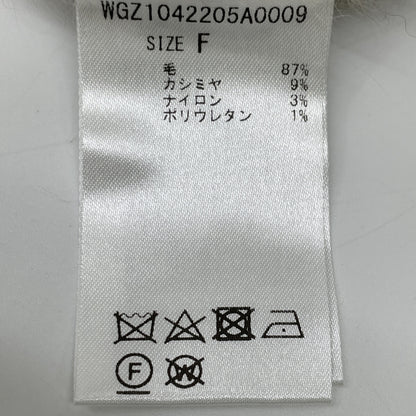 WGZ1042205A0009
SIZE F
毛 87%
カシミヤ 9%
ナイロン 3%
ポリウレタン 1%
F W